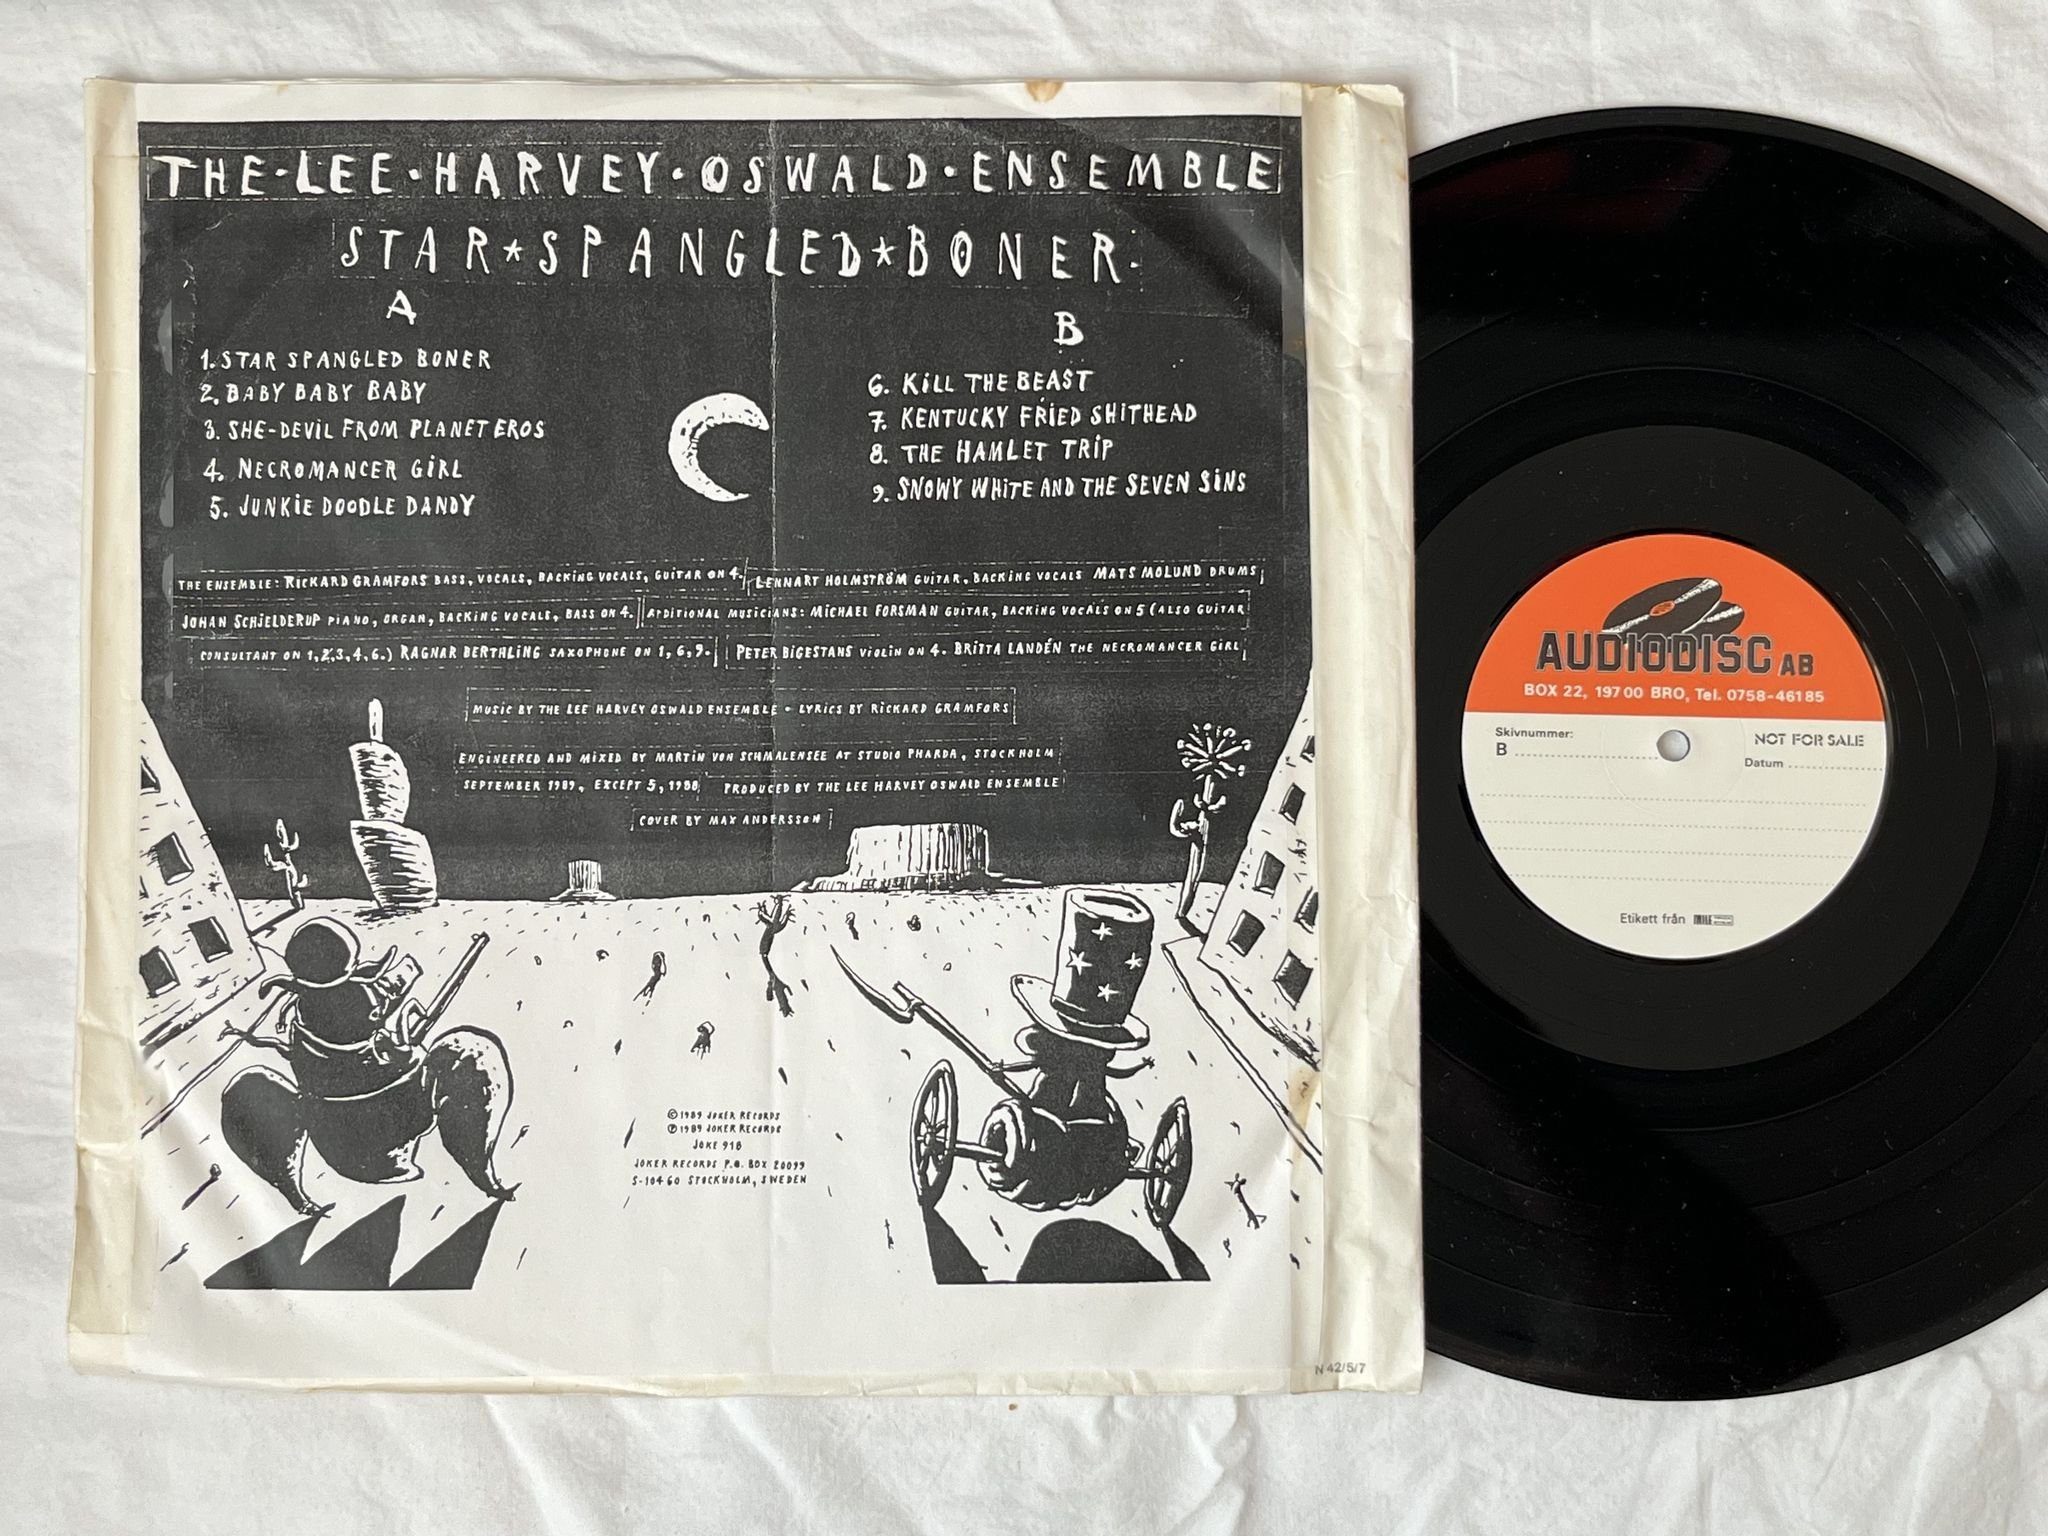 THE·LEE·HARVEY·OSWALD·ENSEMBLE
STAR★SPANGLED★BONER
A
1. STAR SPANGLED BONER
2. BABY BABY BABY
3. SHE-DEVIL FROM PLANET EROS
4. NECROMANCER GIRL
5. JUNKIE DOODLE DANDY
B
6. KILL THE BEAST
7. KENTUCKY FRIED SHITHEAD
8. THE HAMLET TRIP
9. SNOWY WHITE AND THE SEVEN SINS
THE ENSEMBLE: RICKARD GRAMFORS BASS, VOCALS, BACKING VOCALS, GUITAR ON 4. LENNART HOLMSTRÖM GUITAR, BACKING VOCALS MATS MOLUND DRUMS
JOHAN SCHJELDERUP PIANO, ORGAN, BACKING VOCALS, BASS ON 4. ADDITIONAL MUSICIANS: MICHAEL FORSMAN GUITAR, BACKING VOCALS ON 5 (ALSO GUITAR
CONSULTANT ON 1,2,3,4,6.) RAGNAR BERTHLING SAXOPHONE ON 1,6,9. PETER BIGESTANS VIOLIN ON 4. BRITTA LANDÉN THE NECROMANCER GIRL
MUSIC BY THE LEE HARVEY OSWALD ENSEMBLE · LYRICS BY RICKARD GRAMFORS
ENGINEERED AND MIXED BY MARTIN VON SCHMALENSEE AT STUDIO PHARDA, STOCKHOLM
SEPTEMBER 1989, EXCEPT 5, 1988 PRODUCED BY THE LEE HARVEY OSWALD ENSEMBLE
COVER BY MAX ANDERSSON
© 1989 JOKER RECORDS
℗ 1989 JOKER RECORDS
JOKE 918
JOKER RECORDS P.O. BOX 20099
S-104 60 STOCKHOLM, SWEDEN
N 42/5/7
AUDIODISC AB
BOX 22, 197 00 BRO, Tel. 0758-461 85
Skivnummer:
B
NOT FOR SALE
Datum
Etikett från